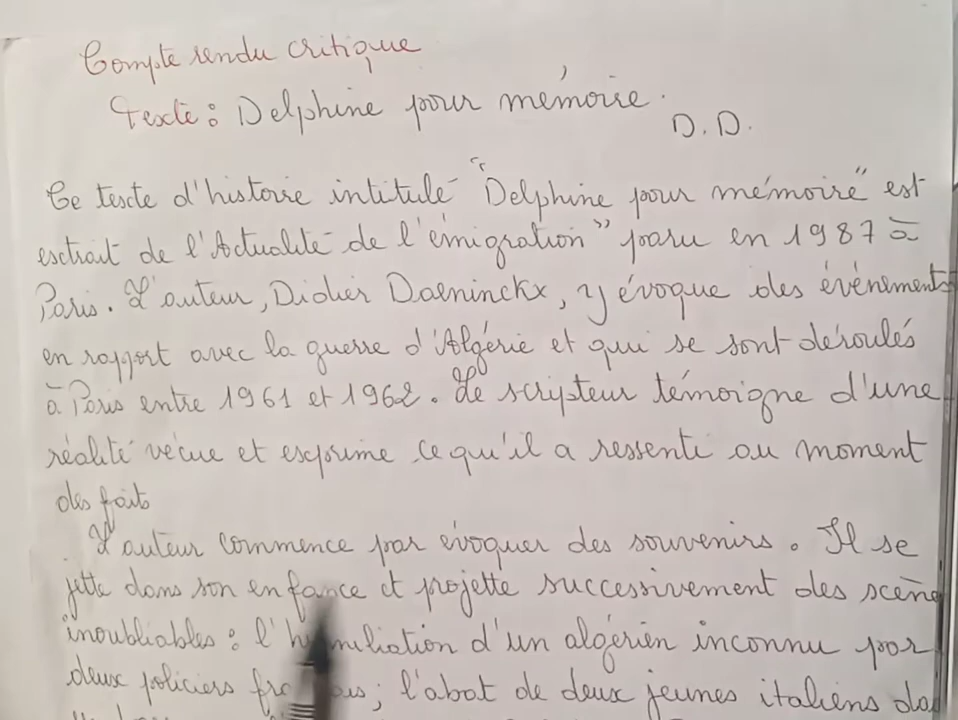 Compte rendu critique
Texte : Delphine pour mémoire.
D. D.
Ce texte d'histoire intitulé "Delphine pour mémoire" est
extrait de l'Actualité de l'émigration" paru en 1987 à
Paris. L'auteur, Didier Daeninckx, y évoque des événements
en rapport avec la guerre d'Algérie et qui se sont déroulés
à Paris entre 1961 et 1962. Le scripteur témoigne d'une
réalité vécue et exprime ce qu'il a ressenti au moment
des faits
L'auteur commence par évoquer des souvenirs. Il se
jette dans son enfance et projette successivement des scèn
inoubliables : l'humiliation d'un algérien inconnu par
deux policiers ; l'abat de deux jeunes italiens da